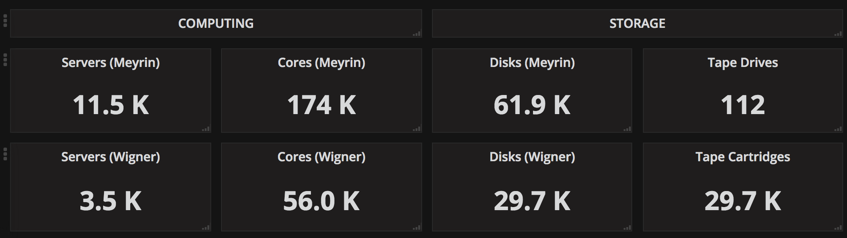 COMPUTING STORAGE
Servers (Meyrin) Cores (Meyrin) Disks (Meyrin) Tape Drives
11.5 K 174 K 61.9 K 112
Servers (Wigner) Cores (Wigner) Disks (Wigner) Tape Cartridges
3.5 K 56.0 K 29.7 K 29.7 K